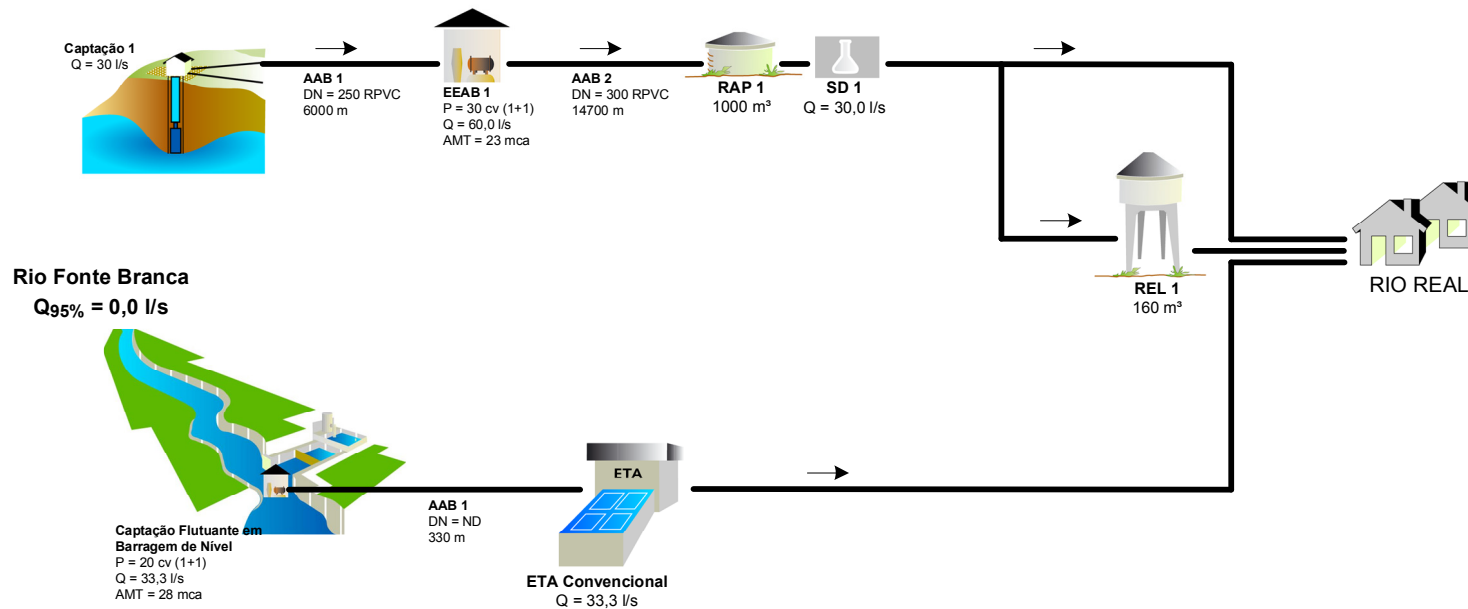 Captação 1
Q = 30 l/s
AAB 1
DN = 250 RPVC
6000 m
EEAB 1
P = 30 cv (1+1)
Q = 60,0 l/s
AMT = 23 mca
AAB 2
DN = 300 RPVC
14700 m
RAP 1
1000 m³
SD 1
Q = 30,0 l/s
REL 1
160 m³
RIO REAL
Rio Fonte Branca
Q95% = 0,0 l/s
Captação Flutuante em
Barragem de Nível
P = 20 cv (1+1)
Q = 33,3 l/s
AMT = 28 mca
AAB 1
DN = ND
330 m
ETA
ETA Convencional
Q = 33,3 l/s